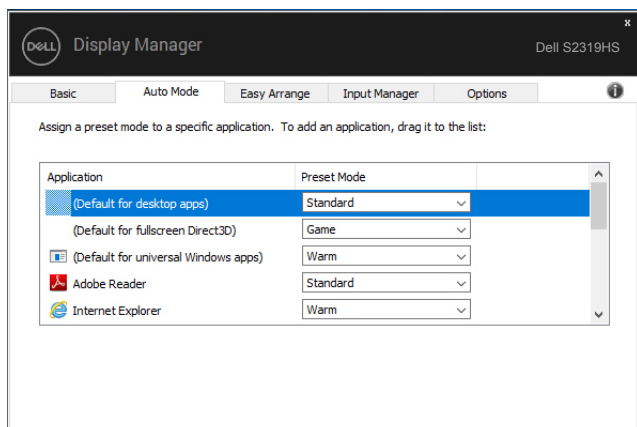 x
DELL Display Manager Dell S2319HS
Basic Auto Mode Easy Arrange Input Manager Options i
Assign a preset mode to a specific application. To add an application, drag it to the list:
Application Preset Mode
(Default for desktop apps) Standard
(Default for fullscreen Direct3D) Game
(Default for universal Windows apps) Warm
Adobe Reader Standard
Internet Explorer Warm